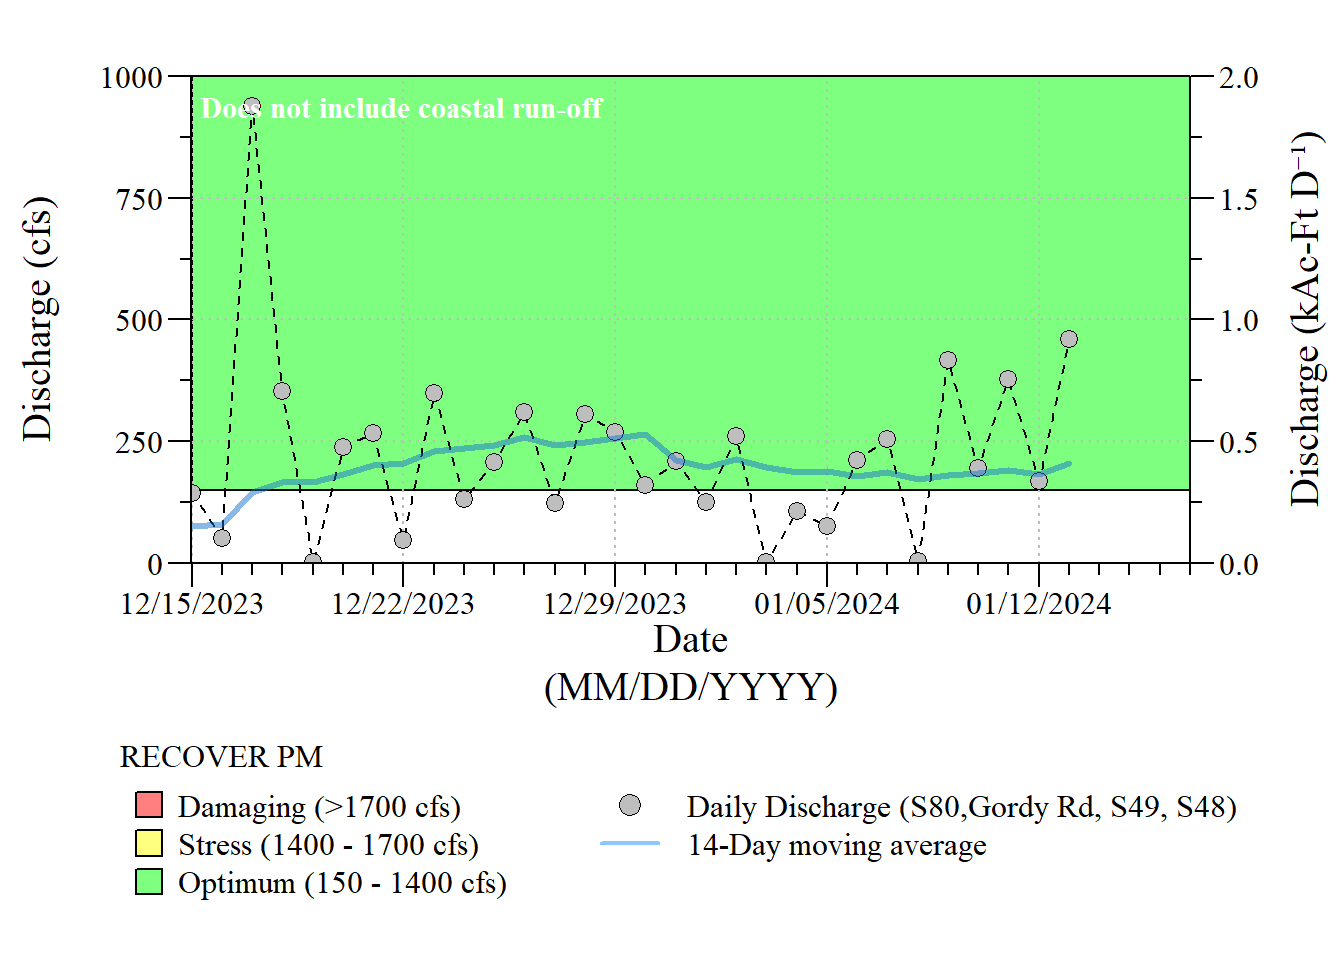 Does not include coastal run-off
1000
750
500
250
0
Discharge (cfs)
2.0
1.5
1.0
0.5
0.0
Discharge (kAc-Ft D⁻¹)
12/15/2023 12/22/2023 12/29/2023 01/05/2024 01/12/2024
Date
(MM/DD/YYYY)
RECOVER PM
Damaging (>1700 cfs)
Stress (1400 - 1700 cfs)
Optimum (150 - 1400 cfs)
Daily Discharge (S80,Gordy Rd, S49, S48)
14-Day moving average